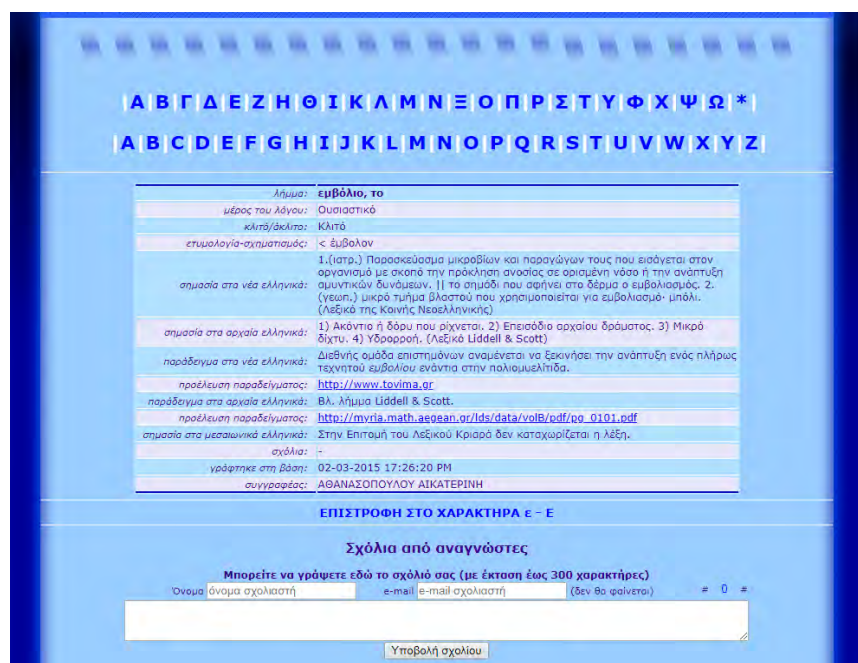 |Α|Β|Γ|Δ|Ε|Ζ|Η|Θ|Ι|Κ|Λ|Μ|Ν|Ξ|Ο|Π|Ρ|Σ|Τ|Υ|Φ|Χ|Ψ|Ω|*|
|A|B|C|D|E|F|G|H|I|J|K|L|M|N|O|P|Q|R|S|T|U|V|W|X|Y|Z|
λήμμα: εμβόλιο, το
μέρος του λόγου: Ουσιαστικό
κλιτό/άκλιτο: Κλιτό
ετυμολογία-σχηματισμός: < έμβολον
1.(ιατρ.) Παρασκεύασμα μικροβίων και παραγώγων τους που εισάγεται στον
οργανισμό με σκοπό την πρόκληση ανοσίας σε ορισμένη νόσο ή την ανάπτυξη
σημασία στα νέα ελληνικά: αμυντικών δυνάμεων. || το σημάδι που αφήνει στο δέρμα ο εμβολιασμός. 2.
(γεωπ.) μικρό τμήμα βλαστού που χρησιμοποιείται για εμβολιασμό· μπόλι.
(Λεξικό της Κοινής Νεοελληνικής)
σημασία στα αρχαία ελληνικά: 1) Ακόντιο ή δόρυ που ρίχνεται. 2) Επεισόδιο αρχαίου δράματος. 3) Μικρό
δίχτυ. 4) Υδρορροή. (Λεξικό Liddell & Scott)
παράδειγμα στα νέα ελληνικά: Διεθνής ομάδα επιστημόνων αναμένεται να ξεκινήσει την ανάπτυξη ενός πλήρως
τεχνητού εμβολίου ενάντια στην πολιομυελίτιδα.
προέλευση παραδείγματος: http://www.tovima.gr
παράδειγμα στα αρχαία ελληνικά: Βλ. λήμμα Liddell & Scott.
προέλευση παραδείγματος: http://myria.math.aegean.gr/lds/data/volB/pdf/pg_0101.pdf
σημασία στα μεσαιωνικά ελληνικά: Στην Επιτομή του Λεξικού Κριαρά δεν καταχωρίζεται η λέξη.
σχόλια: -
γράφτηκε στη βάση: 02-03-2015 17:26:20 PM
συγγραφέας: ΑΘΑΝΑΣΟΠΟΥΛΟΥ ΑΙΚΑΤΕΡΙΝΗ
ΕΠΙΣΤΡΟΦΗ ΣΤΟ ΧΑΡΑΚΤΗΡΑ ε - Ε
Σχόλια από αναγνώστες
Μπορείτε να γράψετε εδώ το σχόλιό σας (με έκταση έως 300 χαρακτήρες)
Όνομα όνομα σχολιαστή e-mail e-mail σχολιαστή (δεν θα φαίνεται) # 0 #
Υποβολή σχολίου